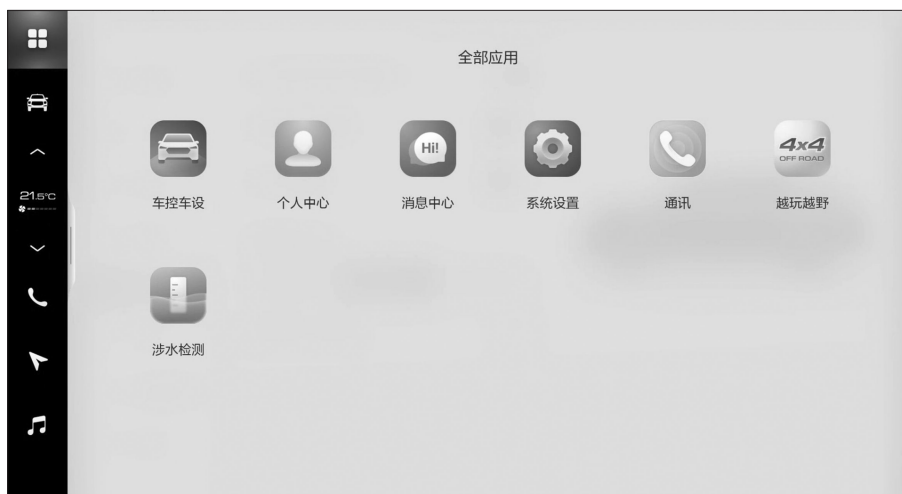 全部应用
21.5°C
Hi!
4x4
OFF ROAD
车控车设
个人中心
消息中心
系统设置
通讯
越玩越野
涉水检测